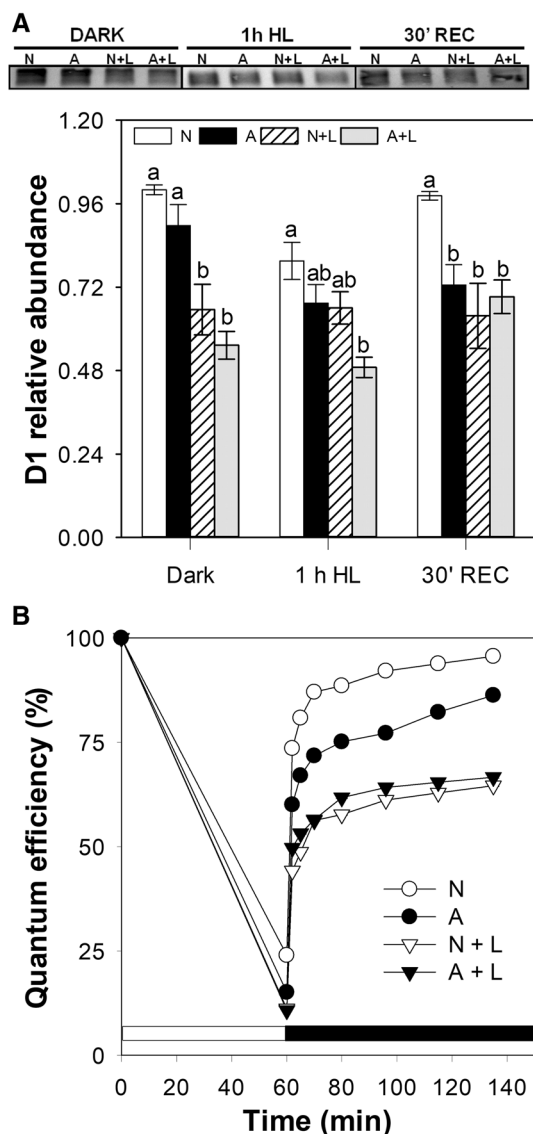 A
DARK 1h HL 30' REC
N A N+L A+L N A N+L A+L N A N+L A+L
1.20
N A N+L A+L
a a b b a ab ab b a b b b
0.96
0.72
0.48
0.24
0.00
D1 relative abundance
Dark 1 h HL 30' REC
B
100
75
50
25
0
Quantum efficiency (%)
N
A
N + L
A + L
0 20 40 60 80 100 120 140
Time (min)